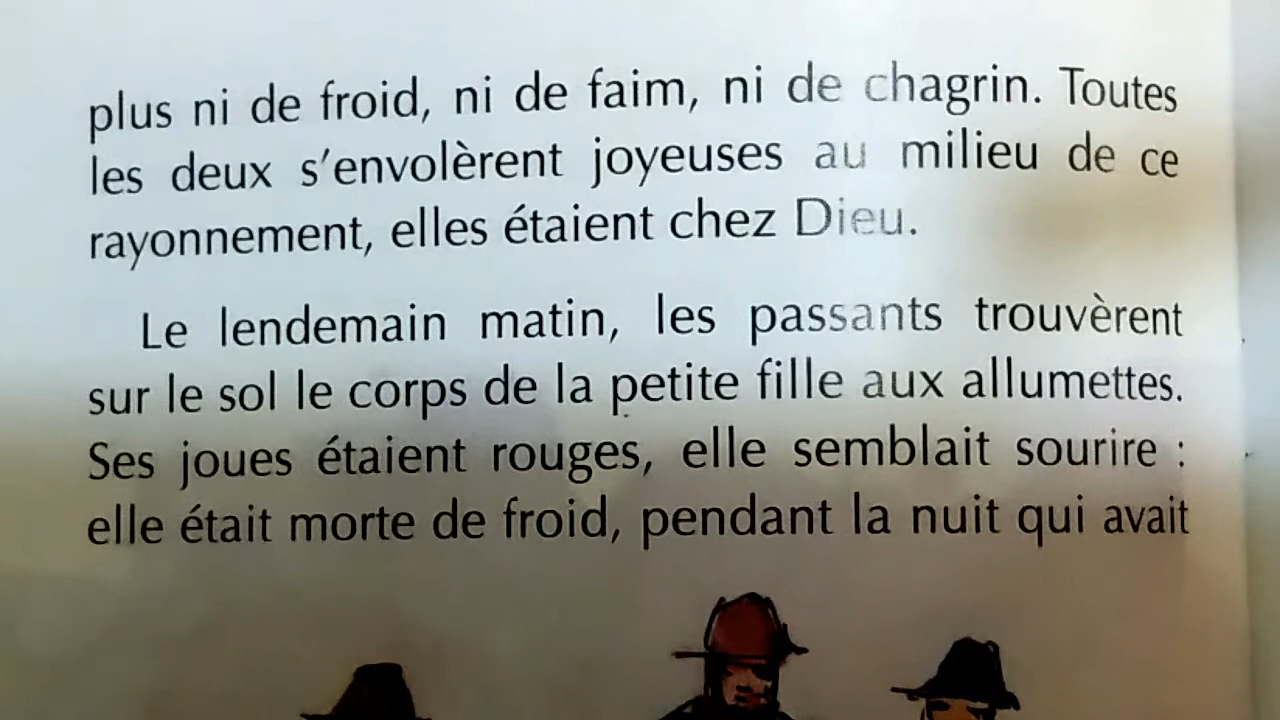 plus ni de froid, ni de faim, ni de chagrin. Toutes
les deux s'envolèrent joyeuses au milieu de ce
rayonnement, elles étaient chez Dieu.
Le lendemain matin, les passants trouvèrent
sur le sol le corps de la petite fille aux allumettes.
Ses joues étaient rouges, elle semblait sourire :
elle était morte de froid, pendant la nuit qui avait